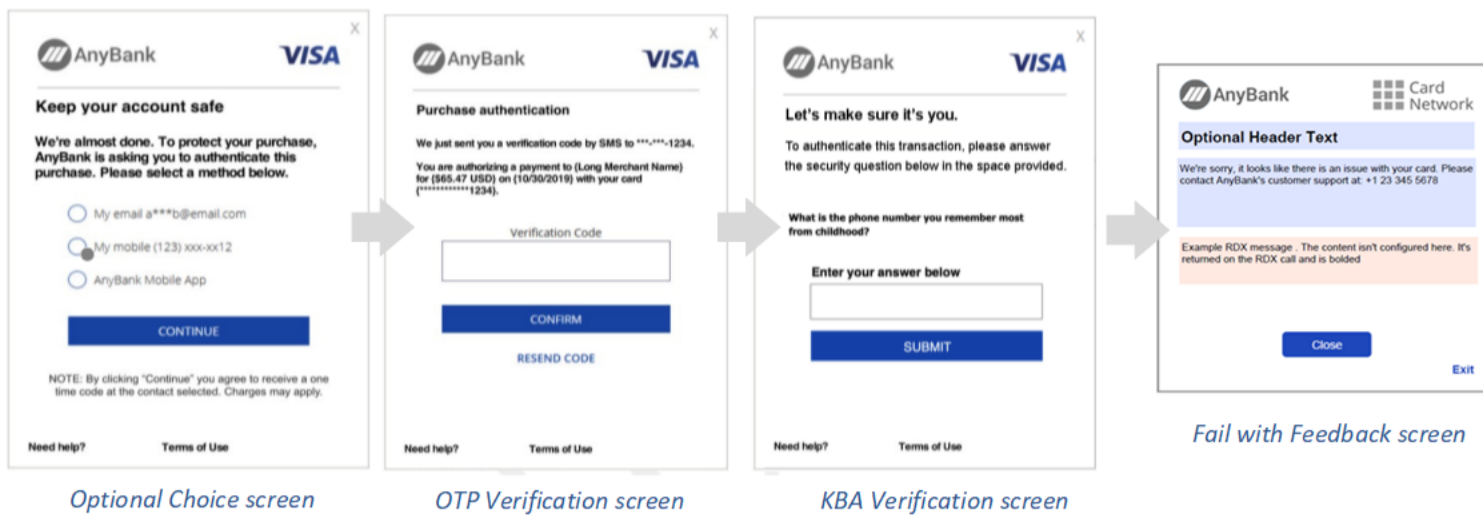 X
AnyBank
VISA
Keep your account safe
We're almost done. To protect your purchase,
AnyBank is asking you to authenticate this
purchase. Please select a method below.
My email a***b@email.com
My mobile (123) xxx-xx12
AnyBank Mobile App
CONTINUE
NOTE: By clicking "Continue" you agree to receive a one
time code at the contact selected. Charges may apply.
Need help?
Terms of Use
Optional Choice screen
X
AnyBank
VISA
Purchase authentication
We just sent you a verification code by SMS to ***-***-1234.
You are authorizing a payment to (Long Merchant Name)
for ($65.47 USD) on (10/30/2019) with your card
(************1234).
Verification Code
CONFIRM
RESEND CODE
Need help?
Terms of Use
OTP Verification screen
X
AnyBank
VISA
Let's make sure it's you.
To authenticate this transaction, please answer
the security question below in the space provided.
What is the phone number you remember most
from childhood?
Enter your answer below
SUBMIT
Need help?
Terms of Use
KBA Verification screen
AnyBank
Card
Network
Optional Header Text
We're sorry, it looks like there is an issue with your card. Please
contact AnyBank's customer support at: +1 23 345 5678
Example RDX message . The content isn't configured here. It's
returned on the RDX call and is bolded
Close
Exit
Fail with Feedback screen